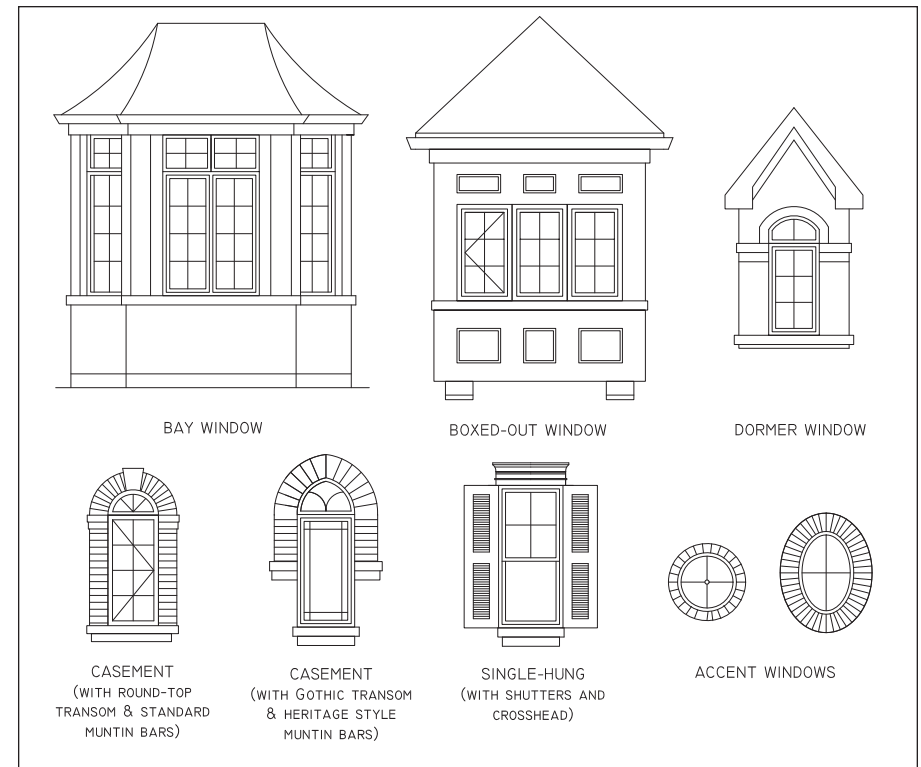 BAY WINDOW
BOXED-OUT WINDOW
DORMER WINDOW
CASEMENT
(WITH ROUND-TOP
TRANSOM & STANDARD
MUNTIN BARS)
CASEMENT
(WITH GOTHIC TRANSOM
& HERITAGE STYLE
MUNTIN BARS)
SINGLE-HUNG
(WITH SHUTTERS AND
CROSSHEAD)
ACCENT WINDOWS